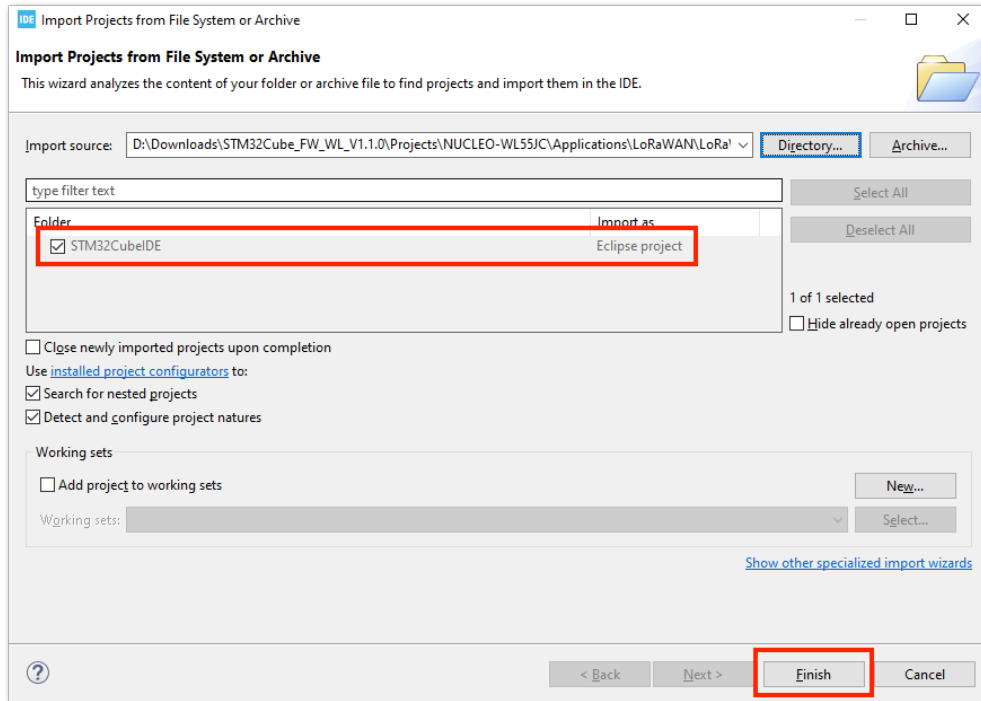 IDE Import Projects from File System or Archive
Import Projects from File System or Archive
This wizard analyzes the content of your folder or archive file to find projects and import them in the IDE.
Import source: D:\Downloads\STM32Cube_FW_WL_V1.1.0\Projects\NUCLEO-WL55JC\Applications\LoRaWAN\LoRa\ Directory... Archive...
type filter text Select All
Folder Import as Deselect All
STM32CubeIDE Eclipse project
1 of 1 selected
Hide already open projects
Close newly imported projects upon completion
Use installed project configurators to:
Search for nested projects
Detect and configure project natures
Working sets
Add project to working sets New...
Working sets: Select...
Show other specialized import wizards
? < Back Next > Finish Cancel